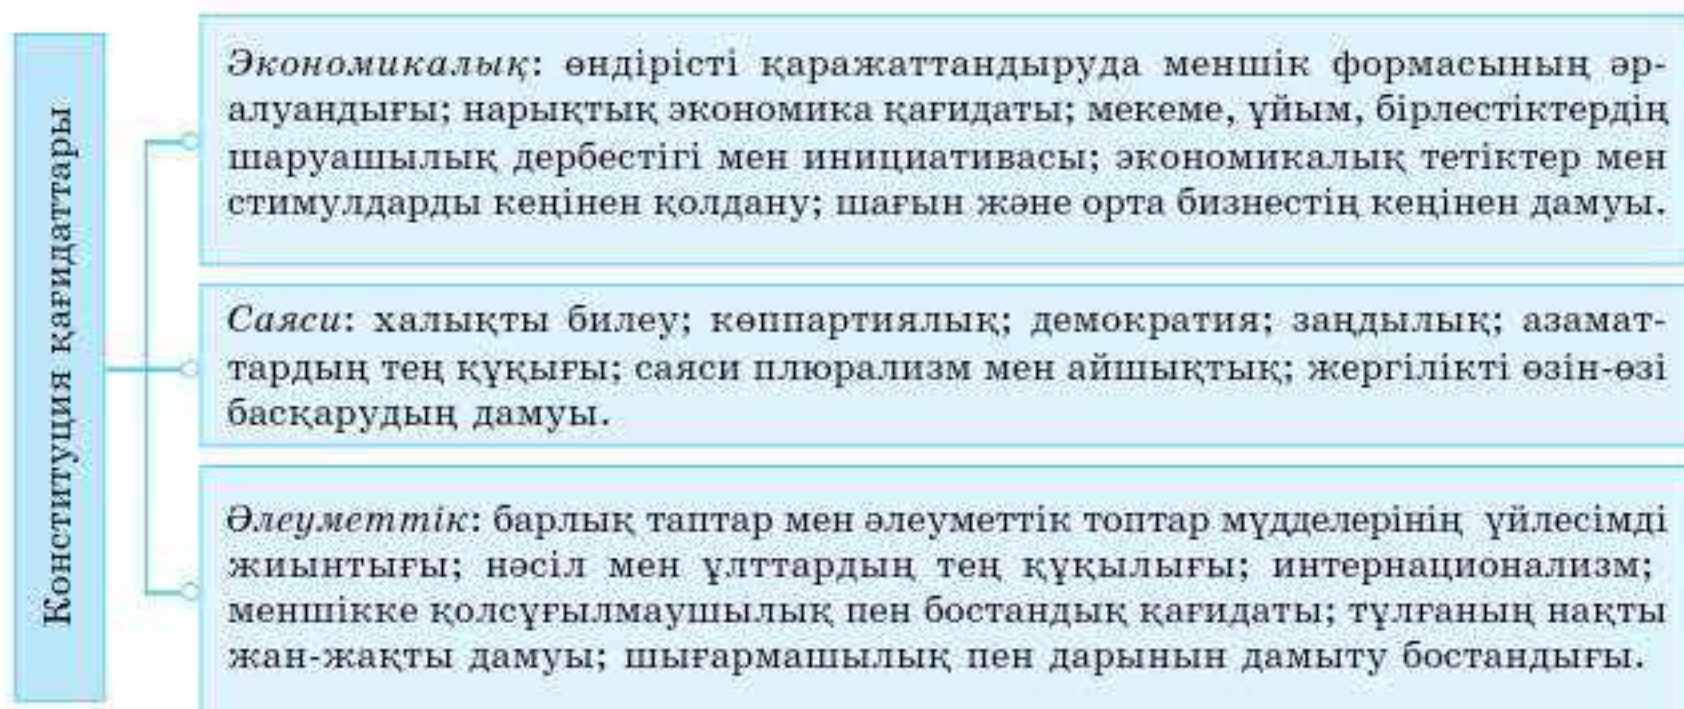 Конституция қағидаттары
Экономикалық: өндірісті қаражаттандыруда меншік формасының әр-
алуандығы; нарықтық экономика қағидаты; мекеме, ұйым, бірлестіктердің
шаруашылық дербестігі мен инициативасы; экономикалық тетіктер мен
стимулдарды кеңінен қолдану; шағын және орта бизнестің кеңінен дамуы.
Саяси: халықты билеу; көппартиялық; демократия; заңдылық; азамат-
тардың тең құқығы; саяси плюрализм мен айшықтық; жергілікті өзін-өзі
басқарудың дамуы.
Әлеуметтік: барлық таптар мен әлеуметтік топтар мүдделерінің үйлесімді
жиынтығы; нәсіл мен ұлттардың тең құқылығы; интернационализм;
меншікке қолсұғылмаушылық пен бостандық қағидаты; тұлғаның нақты
жан-жақты дамуы; шығармашылық пен дарынын дамыту бостандығы.